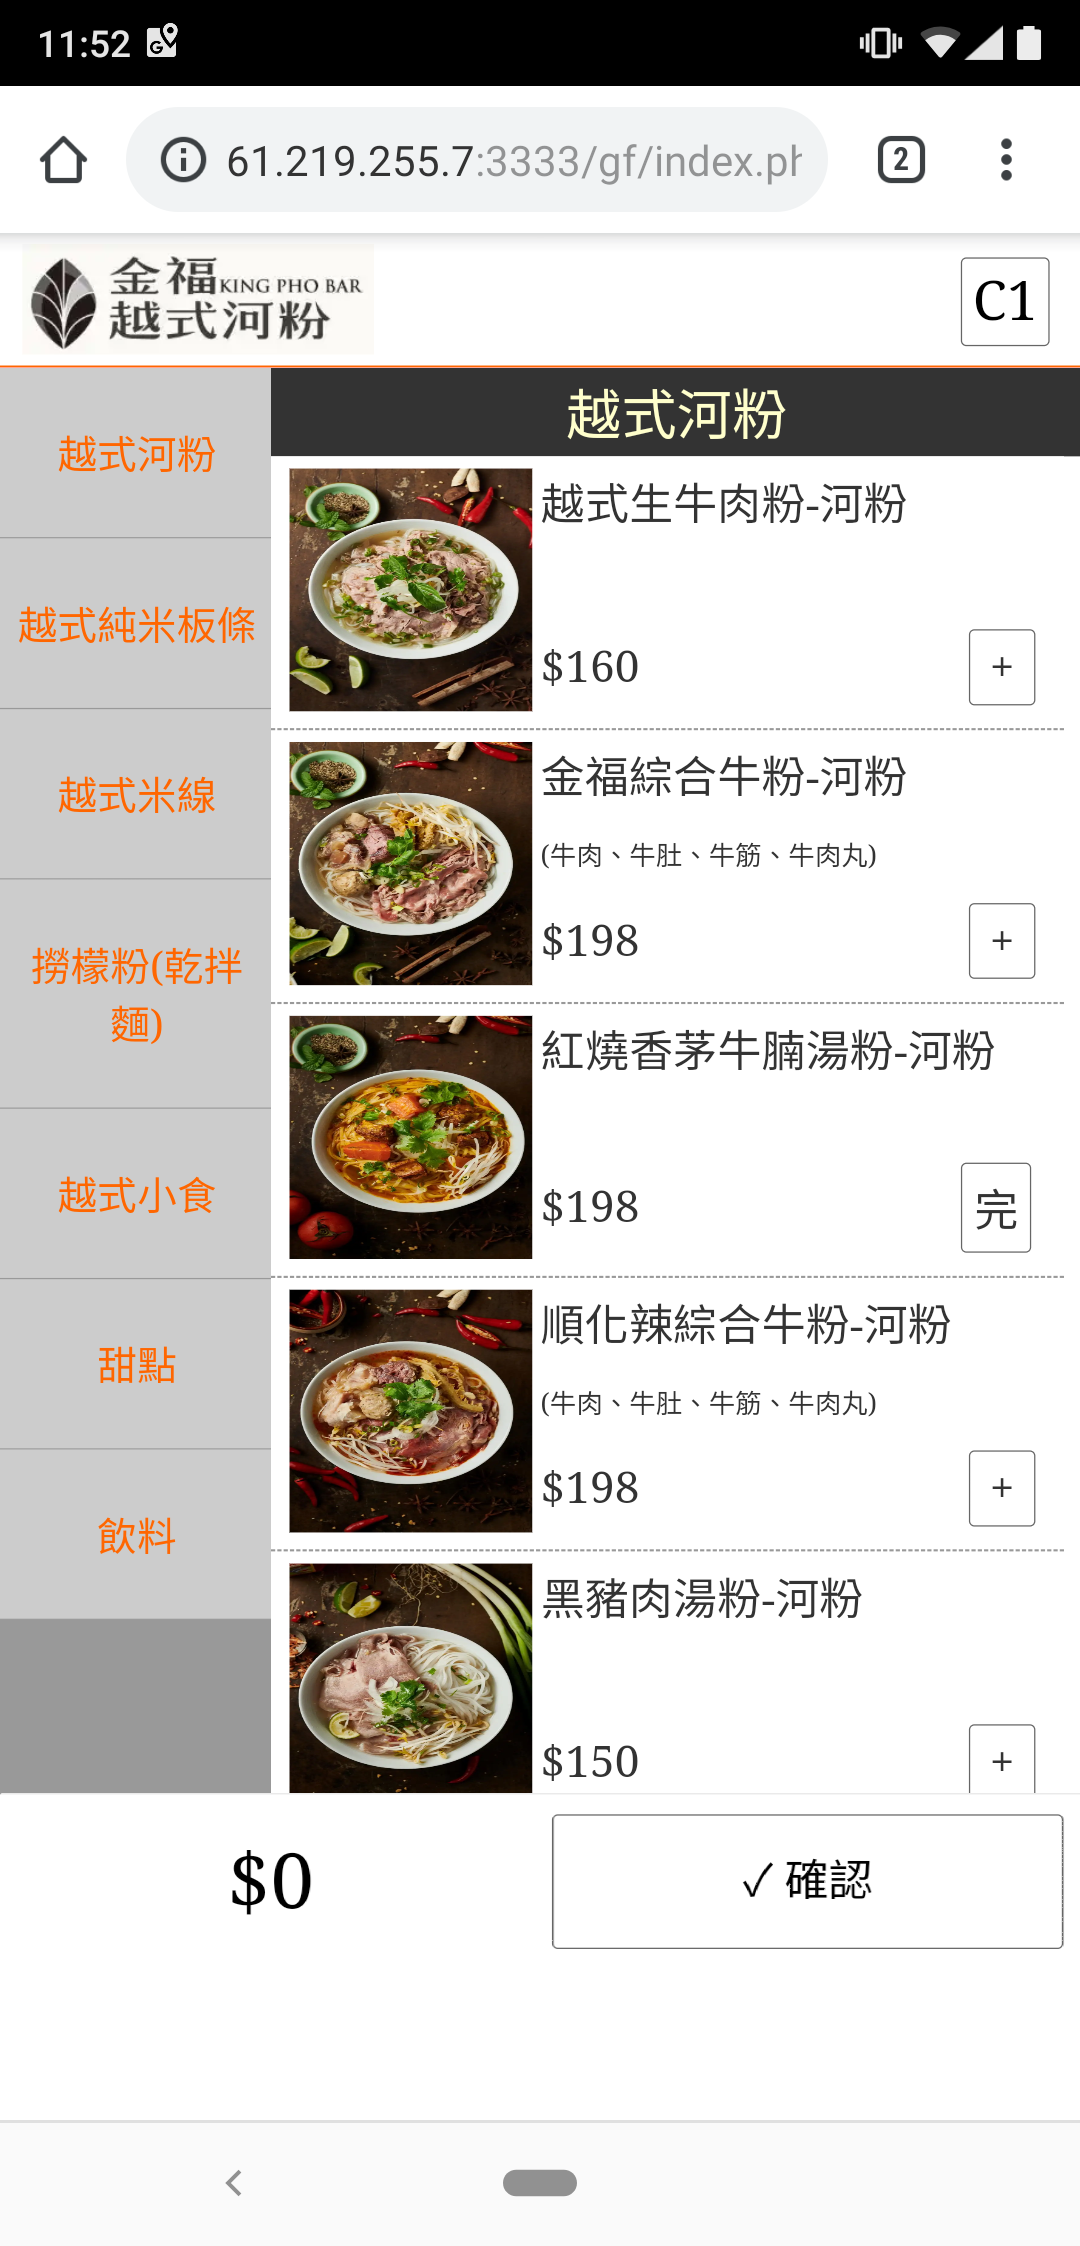 11:52
61.219.255.7:3333/gf/index.ph
2
金福 KING PHO BAR
越式河粉
C1
越式河粉
越式純米板條
越式米線
撈檬粉(乾拌
麵)
越式小食
甜點
飲料
越式河粉
越式生牛肉粉-河粉
$160
+
金福綜合牛粉-河粉
(牛肉、牛肚、牛筋、牛肉丸)
$198
+
紅燒香茅牛腩湯粉-河粉
$198
完
順化辣綜合牛粉-河粉
(牛肉、牛肚、牛筋、牛肉丸)
$198
+
黑豬肉湯粉-河粉
$150
+
$0
✓ 確認